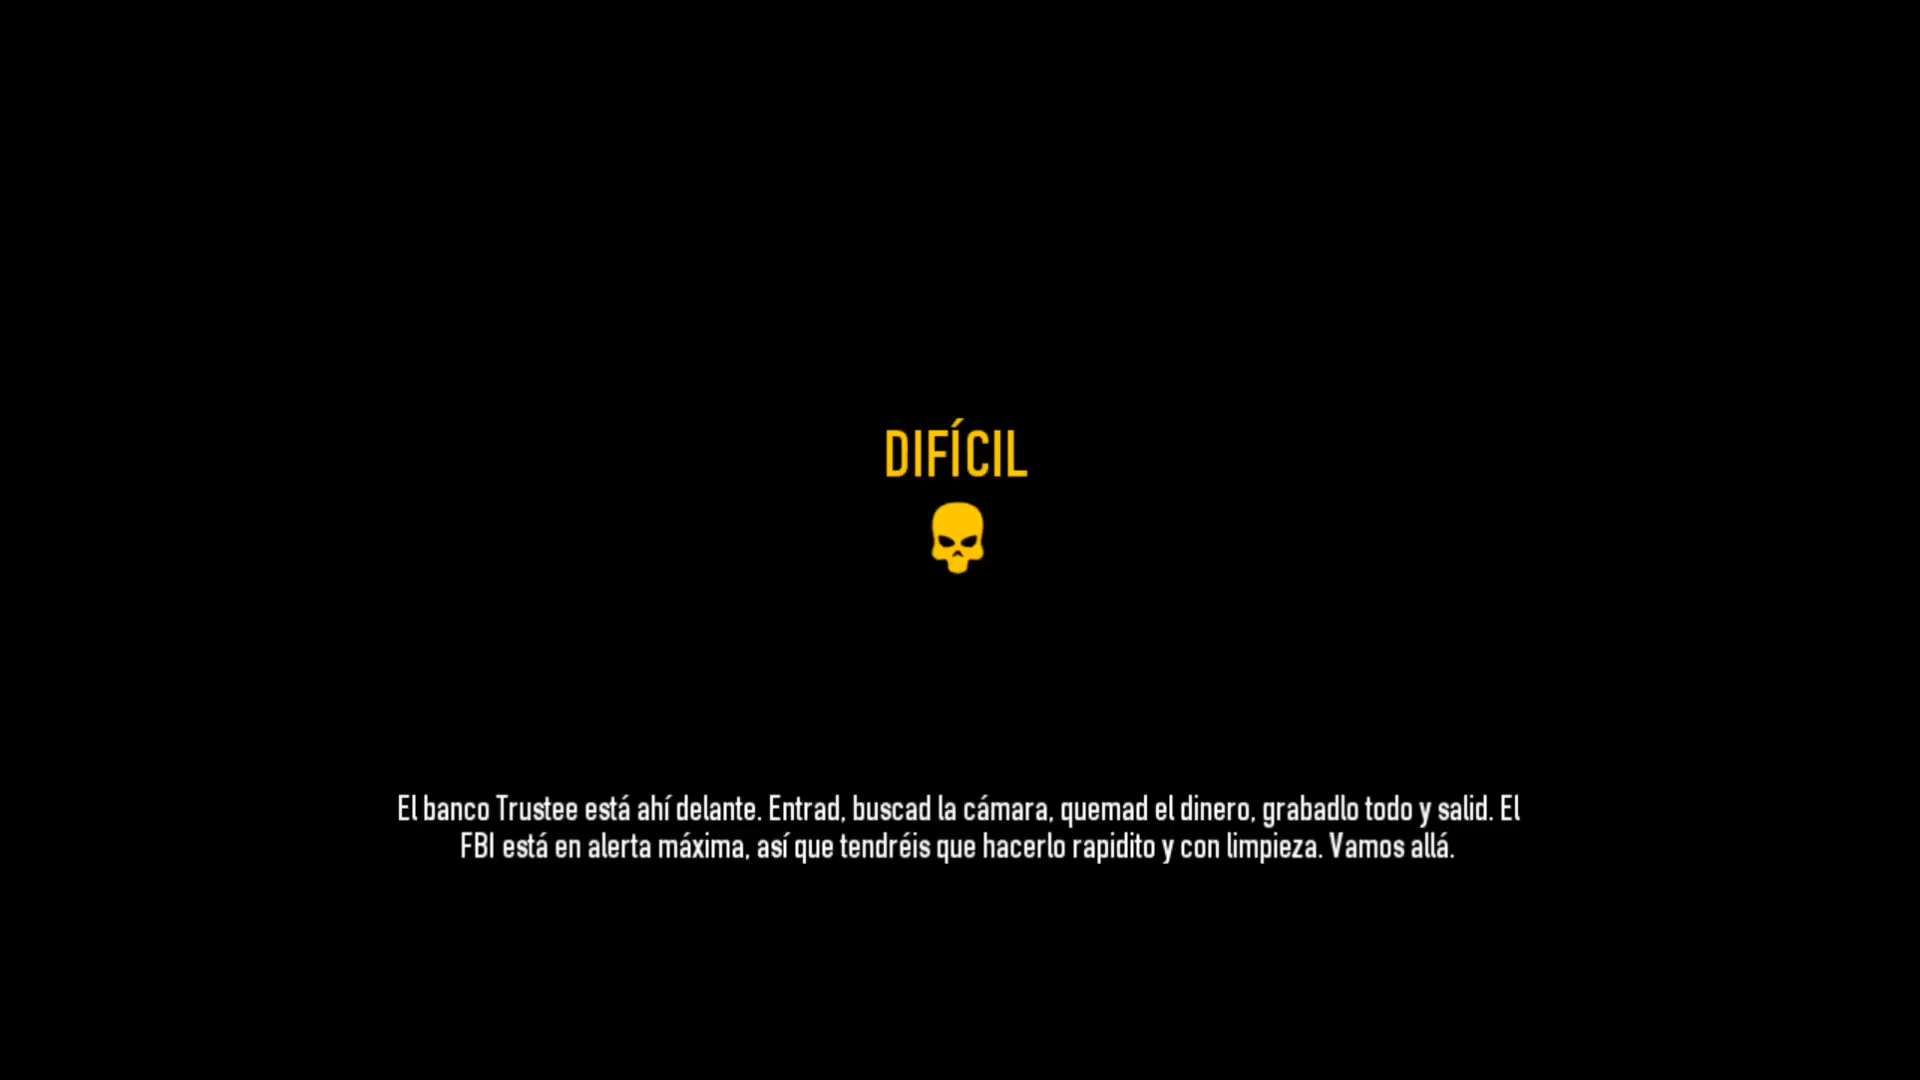 DIFÍCIL
El banco Trustee está ahí delante. Entrad, buscad la cámara, quemad el dinero, grabadlo todo y salid. El
FBI está en alerta máxima, así que tendréis que hacerlo rapidito y con limpieza. Vamos allá.